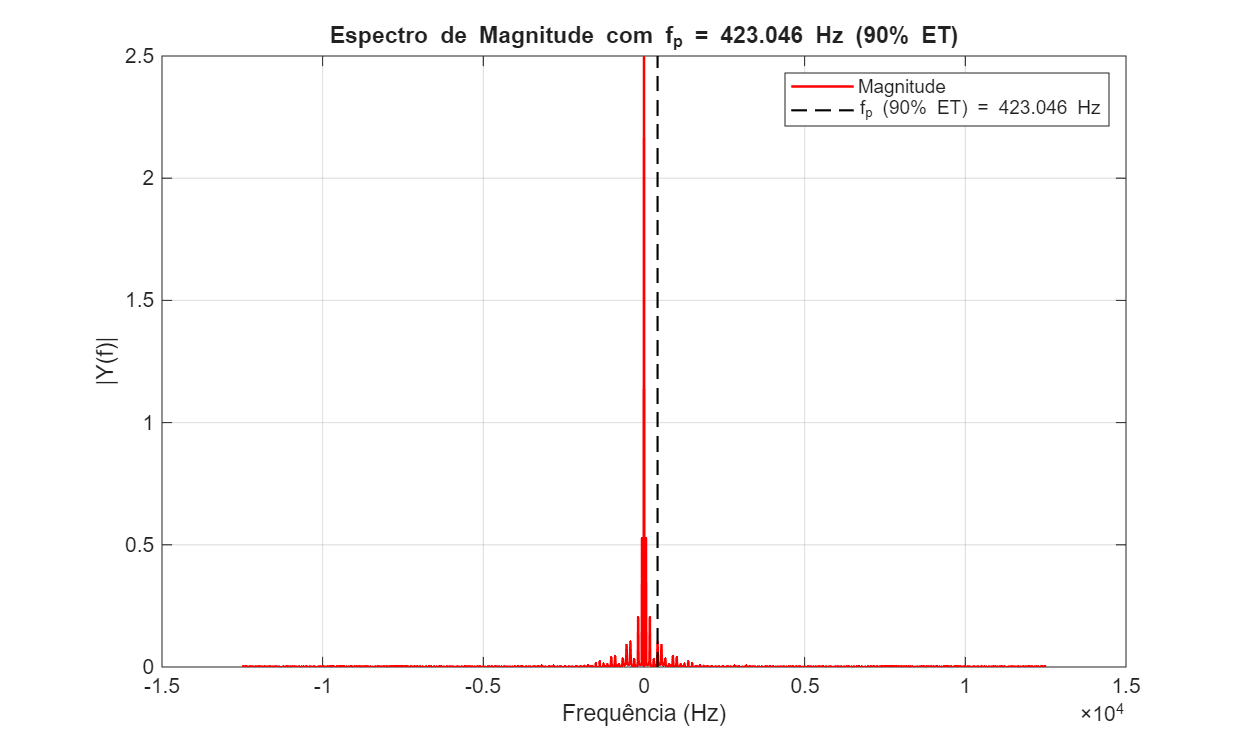 Espectro de Magnitude com fₚ = 423.046 Hz (90% ET)
Magnitude
fₚ (90% ET) = 423.046 Hz
|Y(f)|
2.5
2
1.5
1
0.5
0
-1.5 -1 -0.5 0 0.5 1 1.5
Frequência (Hz)
×10⁴